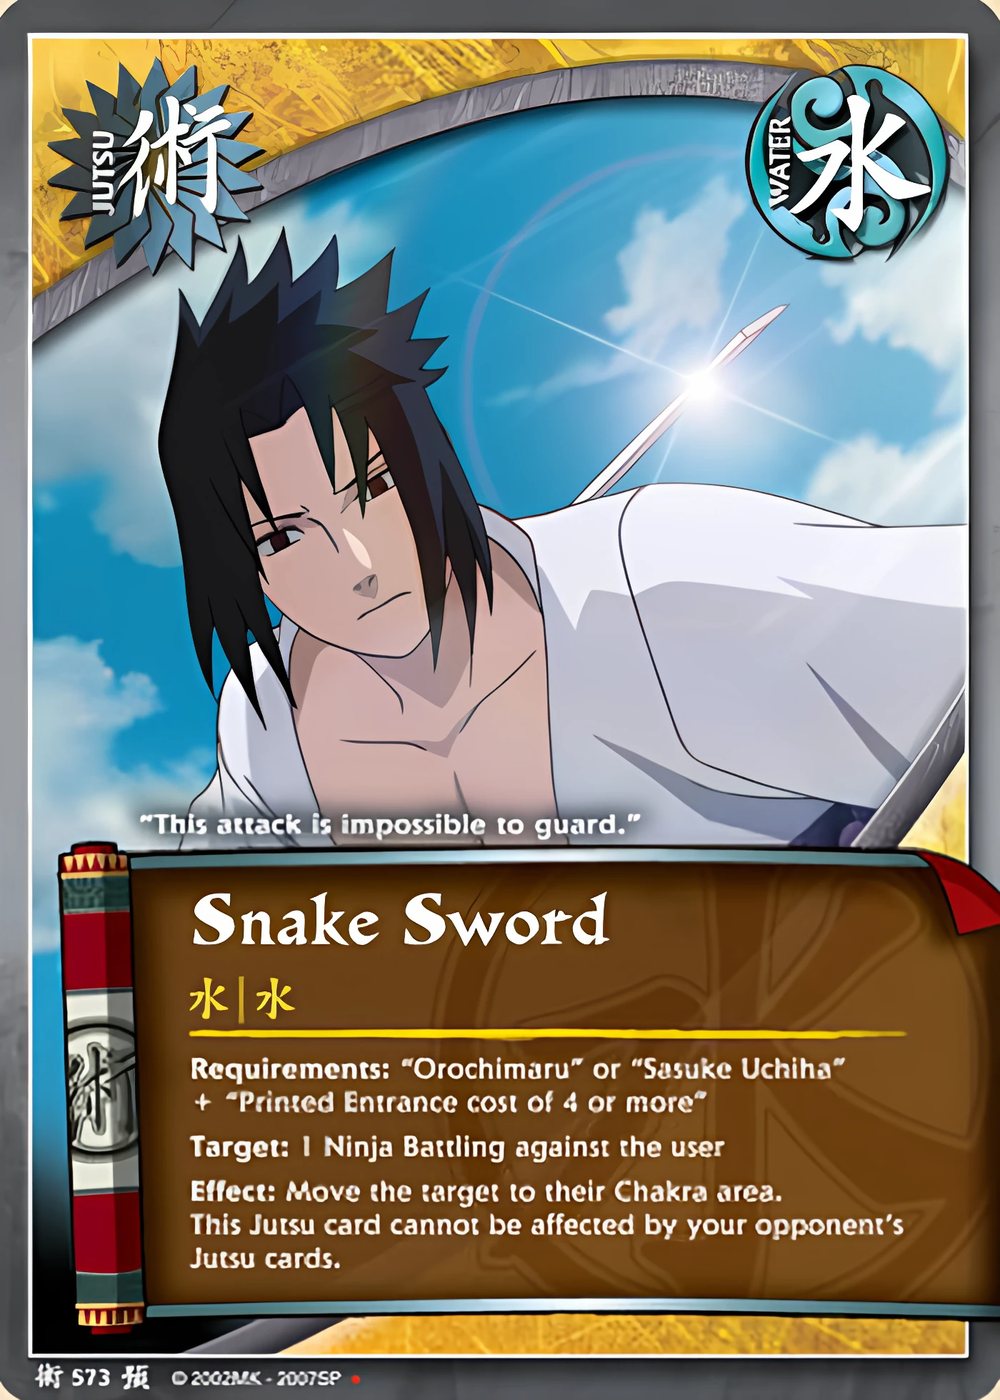 JUTSU
術
WATER
水
"This attack is impossible to guard."
Snake Sword
水|水
Requirements: "Orochimaru" or "Sasuke Uchiha"
+ "Printed Entrance cost of 4 or more"
Target: 1 Ninja Battling against the user
Effect: Move the target to their Chakra area.
This Jutsu card cannot be affected by your opponent's
Jutsu cards.
術
術 573
© 2002MK - 2007SP